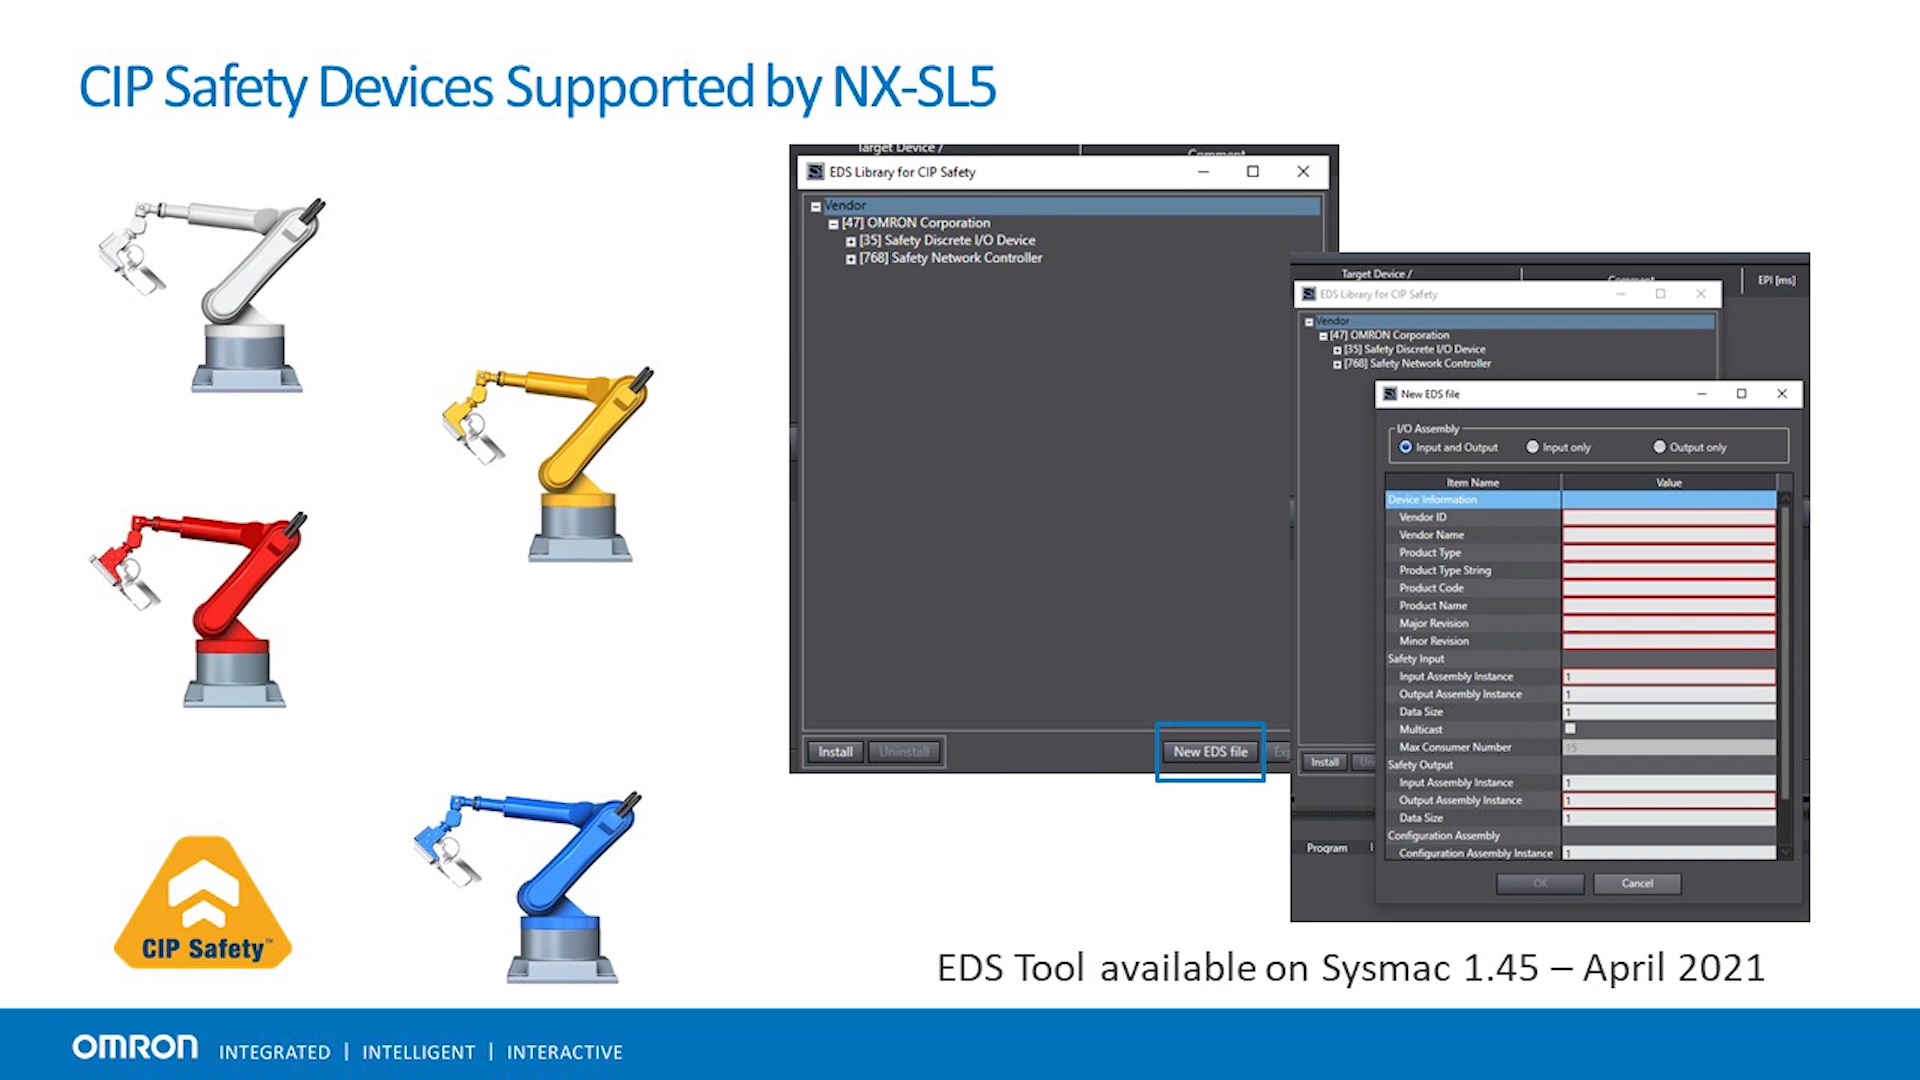 CIP Safety Devices Supported by NX-SL5
Target Device /
Comment
EDS Library for CIP Safety
Vendor
[47] OMRON Corporation
[35] Safety Discrete I/O Device
[768] Safety Network Controller
Install
Uninstall
New EDS file
Target Device /
Comment
EPI [ms]
EDS Library for CIP Safety
Vendor
[47] OMRON Corporation
[35] Safety Discrete I/O Device
[768] Safety Network Controller
Install
Program
New EDS file
I/O Assembly
Input and Output
Input only
Output only
Item Name
Value
Device Information
Vendor ID
Vendor Name
Product Type
Product Type String
Product Code
Product Name
Major Revision
Minor Revision
Safety Input
Input Assembly Instance 1
Output Assembly Instance 1
Data Size 1
Multicast
Max Consumer Number 15
Safety Output
Input Assembly Instance 1
Output Assembly Instance 1
Data Size 1
Configuration Assembly
Configuration Assembly Instance 1
OK
Cancel
CIP Safety™
EDS Tool available on Sysmac 1.45 – April 2021
OMRON INTEGRATED | INTELLIGENT | INTERACTIVE